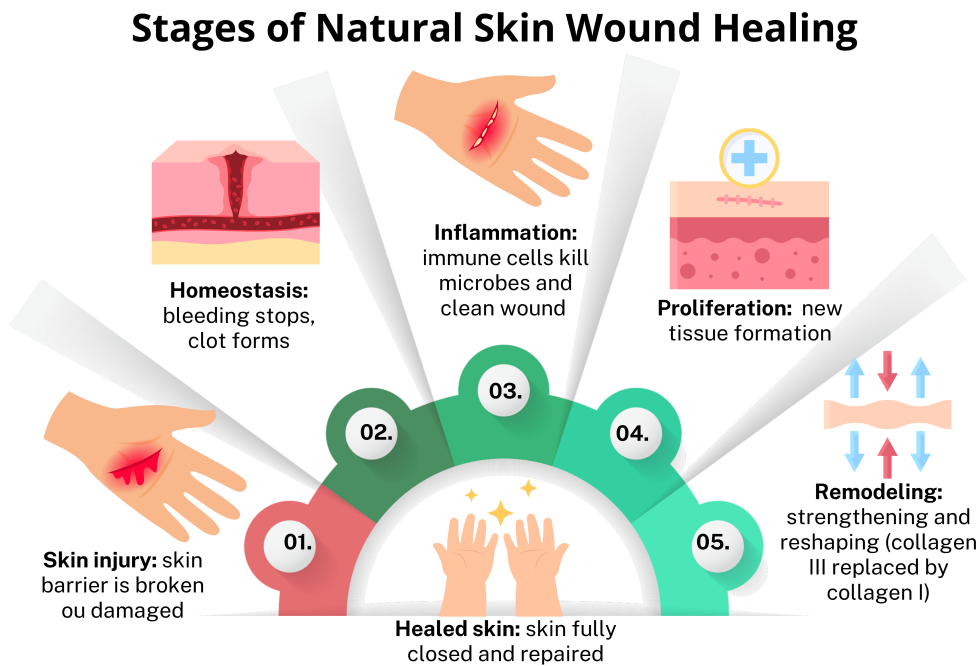 Stages of Natural Skin Wound Healing
Skin injury: skin
barrier is broken
ou damaged
01.
Homeostasis:
bleeding stops,
clot forms
02.
Inflammation:
immune cells kill
microbes and
clean wound
03.
Proliferation: new
tissue formation
04.
Remodeling:
strengthening and
reshaping (collagen
III replaced by
collagen I)
05.
Healed skin: skin fully
closed and repaired